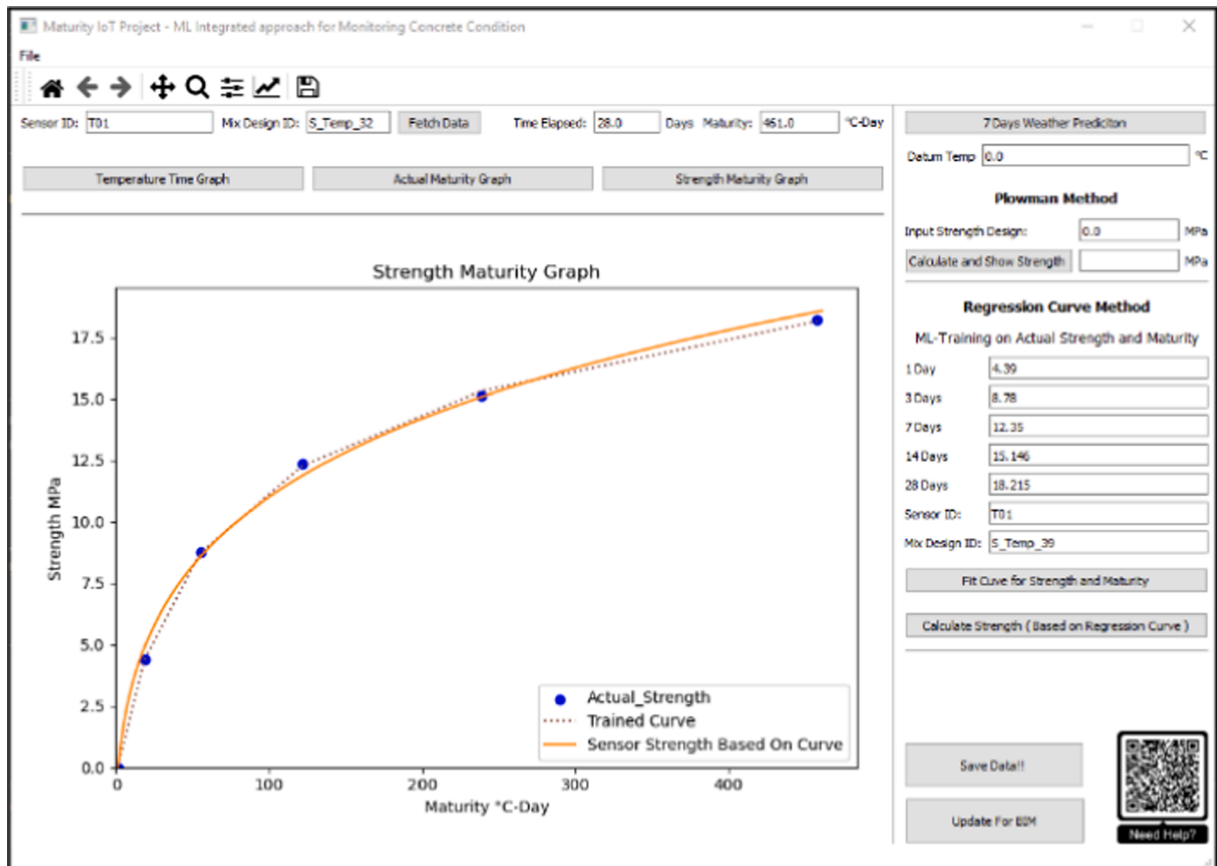 Maturity IoT Project - ML Integrated approach for Monitoring Concrete Condition
File
Sensor ID: T01 Mix Design ID: S_Temp_32 Fetch Data Time Elapsed: 28.0 Days Maturity: 461.0 °C-Day
Temperature Time Graph Actual Maturity Graph Strength Maturity Graph
Strength Maturity Graph
Strength MPa
17.5
15.0
12.5
10.0
7.5
5.0
2.5
0.0
0 100 200 300 400
Maturity °C-Day
Actual_Strength
Trained Curve
Sensor Strength Based On Curve
7 Days Weather Prediciton
Datum Temp 0.0 °C
Plowman Method
Input Strength Design: 0.0 MPa
Calculate and Show Strength MPa
Regression Curve Method
ML-Training on Actual Strength and Maturity
1 Day 4.39
3 Days 8.78
7 Days 12.35
14 Days 15.146
28 Days 18.215
Sensor ID: T01
Mix Design ID: S_Temp_39
Fit Cuve for Strength and Maturity
Calculate Strength ( Based on Regression Curve )
Save Data!!
Update For BIM
Need Help?